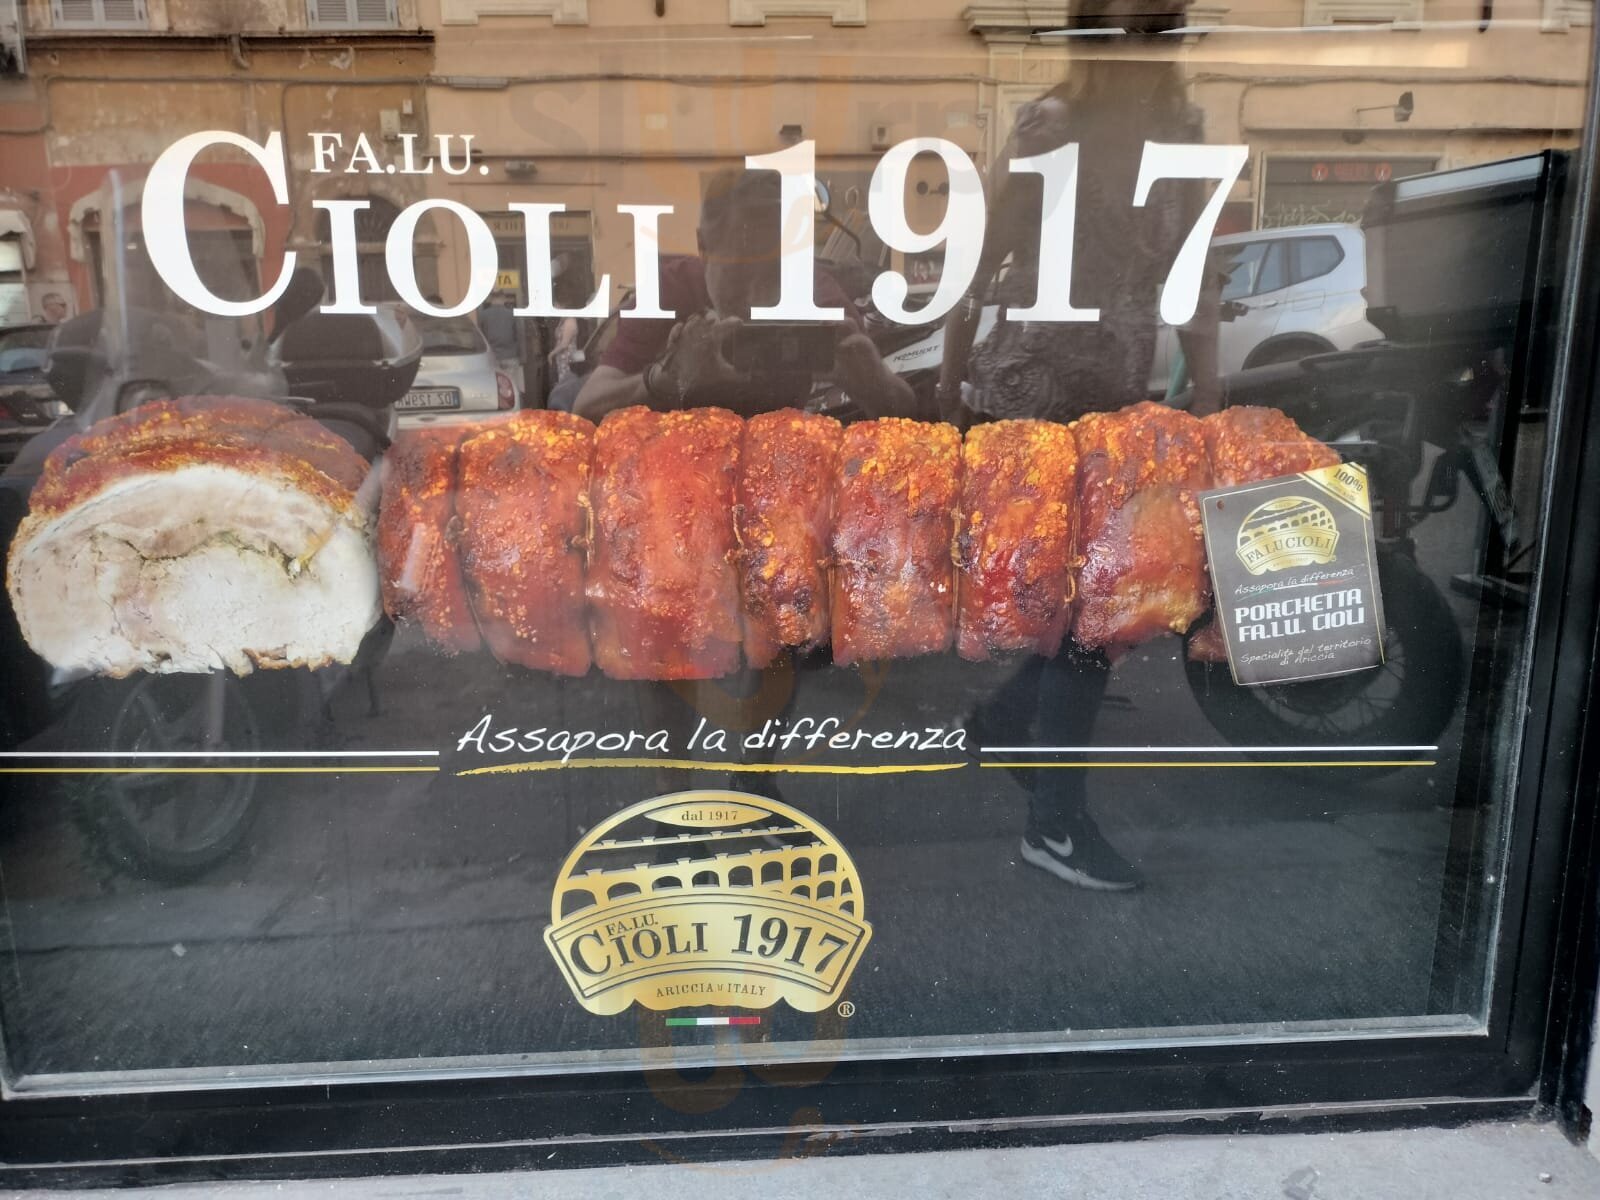 FA.LU.
CIOLI 1917
100%
FA.LU.CIOLI
Assapora la differenza
PORCHETTA
FA.LU. CIOLI
Specialità del territorio
di Ariccia
Assapora la differenza
dal 1917
FA.LU.
CIOLI 1917
ARICCIA ITALY
®